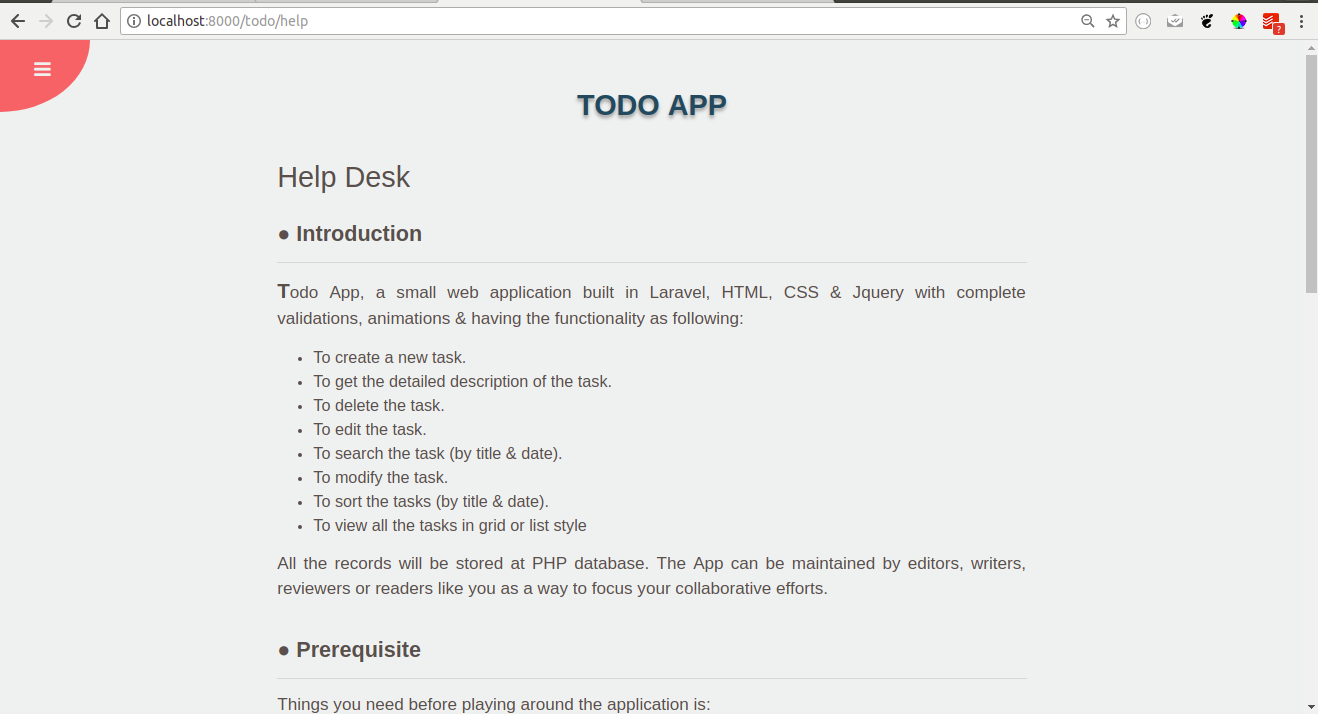 localhost:8000/todo/help
?
TODO APP
Help Desk
● Introduction
Todo App, a small web application built in Laravel, HTML, CSS & Jquery with complete
validations, animations & having the functionality as following:
• To create a new task.
• To get the detailed description of the task.
• To delete the task.
• To edit the task.
• To search the task (by title & date).
• To modify the task.
• To sort the tasks (by title & date).
• To view all the tasks in grid or list style
All the records will be stored at PHP database. The App can be maintained by editors, writers,
reviewers or readers like you as a way to focus your collaborative efforts.
● Prerequisite
Things you need before playing around the application is: